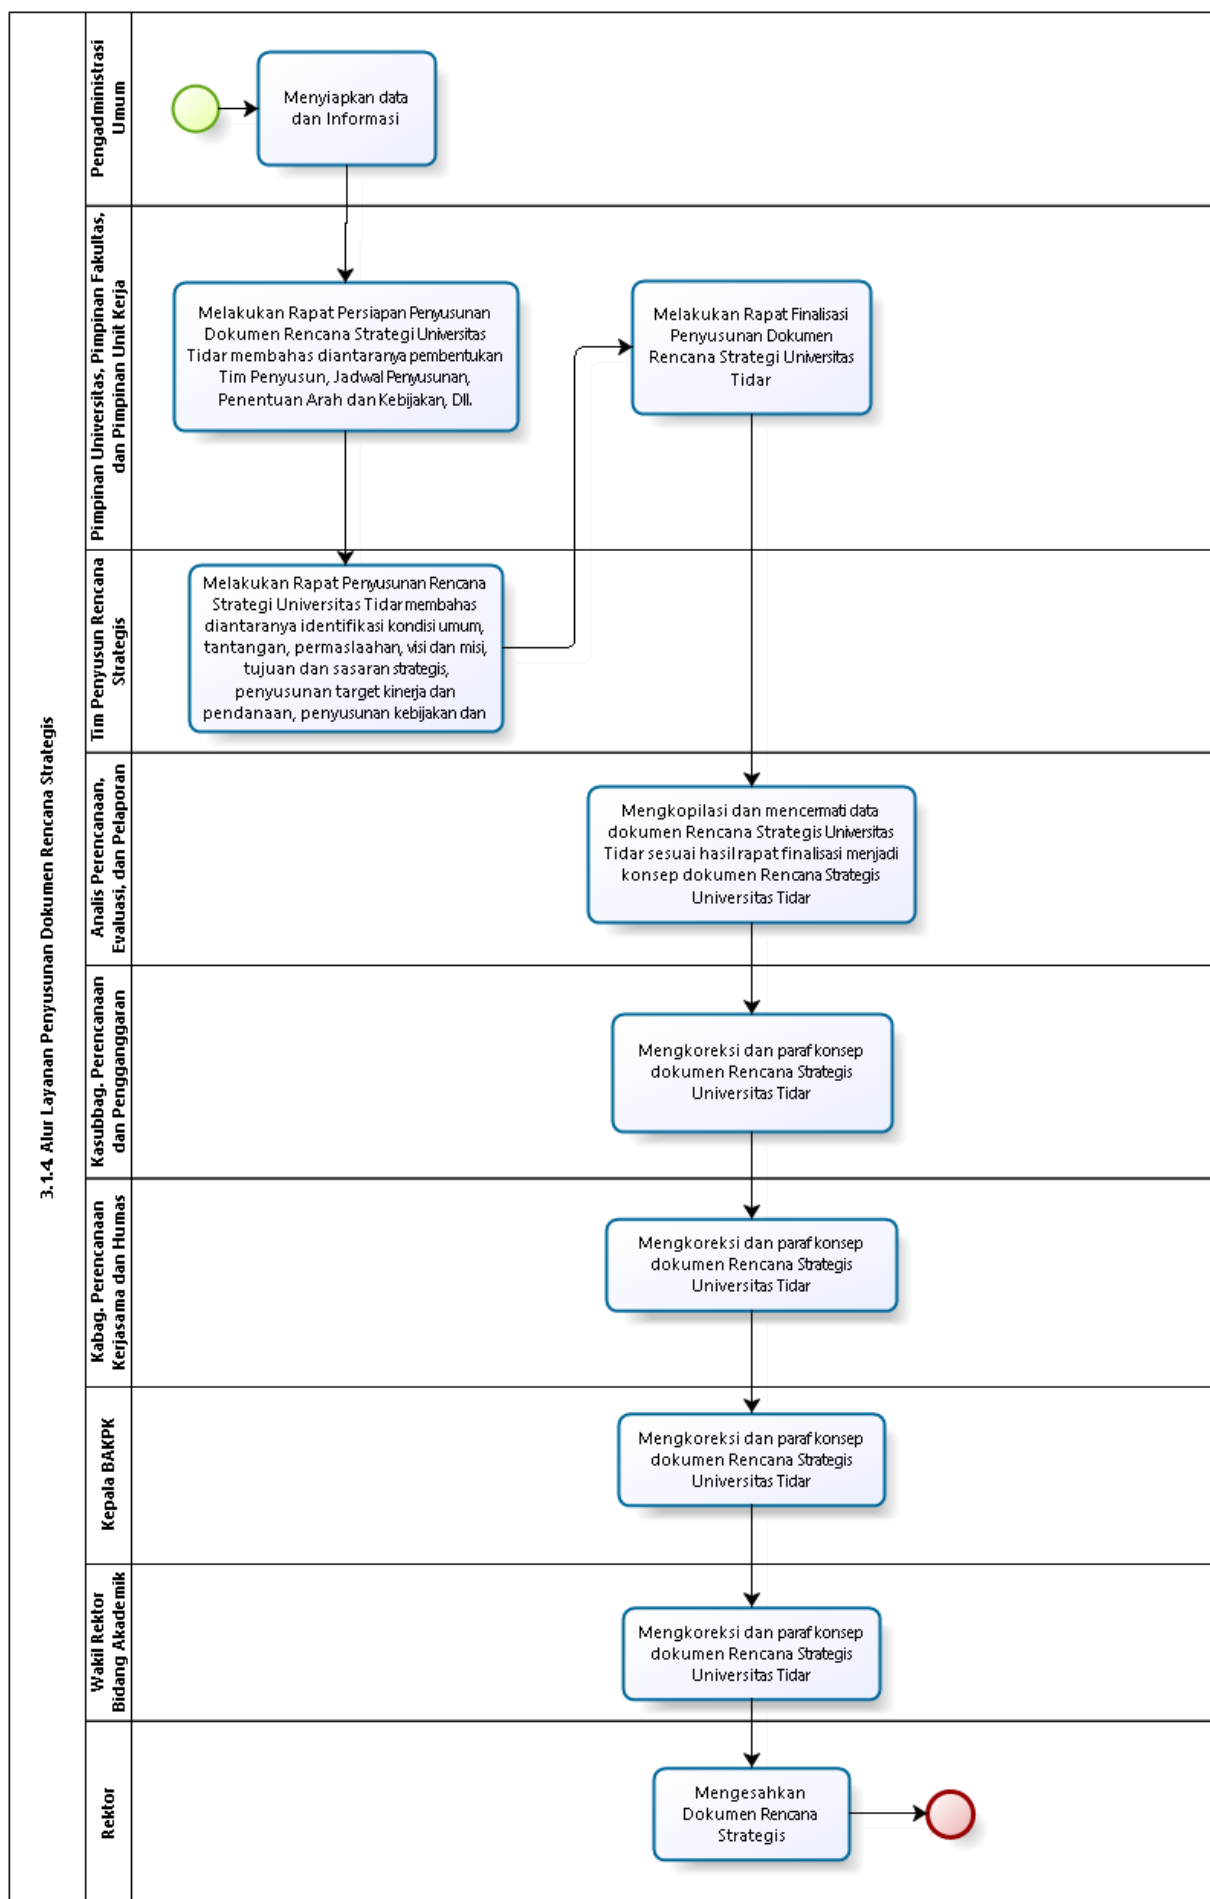 3.1.4. Alur Layanan Penyusunan Dokumen Rencana Strategis
Pengadministrasi
Umum
Menyiapkan data
dan Informasi
Pimpinan Universitas, Pimpinan Fakultas,
dan Pimpinan Unit Kerja
Melakukan Rapat Persiapan Penyusunan
Dokumen Rencana Strategi Universitas
Tidar membahas diantaranya pembentukan
Tim Penyusun, Jadwal Penyusunan,
Penentuan Arah dan Kebijakan, Dll.
Melakukan Rapat Finalisasi
Penyusunan Dokumen
Rencana Strategi Universitas
Tidar
Tim Penyusun Rencana
Strategis
Melakukan Rapat Penyusunan Rencana
Strategi Universitas Tidar membahas
diantaranya identifikasi kondisi umum,
tantangan, permaslaahan, visi dan misi,
tujuan dan sasaran strategis,
penyusunan target kinerja dan
pendanaan, penyusunan kebijakan dan
Analis Perencanaan,
Evaluasi, dan Pelaporan
Mengkopilasi dan mencermati data
dokumen Rencana Strategis Universitas
Tidar sesuai hasil rapat finalisasi menjadi
konsep dokumen Rencana Strategis
Universitas Tidar
Kasubbag. Perencanaan
dan Pengganggaran
Mengkoreksi dan paraf konsep
dokumen Rencana Strategis
Universitas Tidar
Kabag. Perencanaan
Kerjasama dan Humas
Mengkoreksi dan paraf konsep
dokumen Rencana Strategis
Universitas Tidar
Kepala BAKPK
Mengkoreksi dan paraf konsep
dokumen Rencana Strategis
Universitas Tidar
Wakil Rektor
Bidang Akademik
Mengkoreksi dan paraf konsep
dokumen Rencana Strategis
Universitas Tidar
Rektor
Mengesahkan
Dokumen Rencana
Strategis